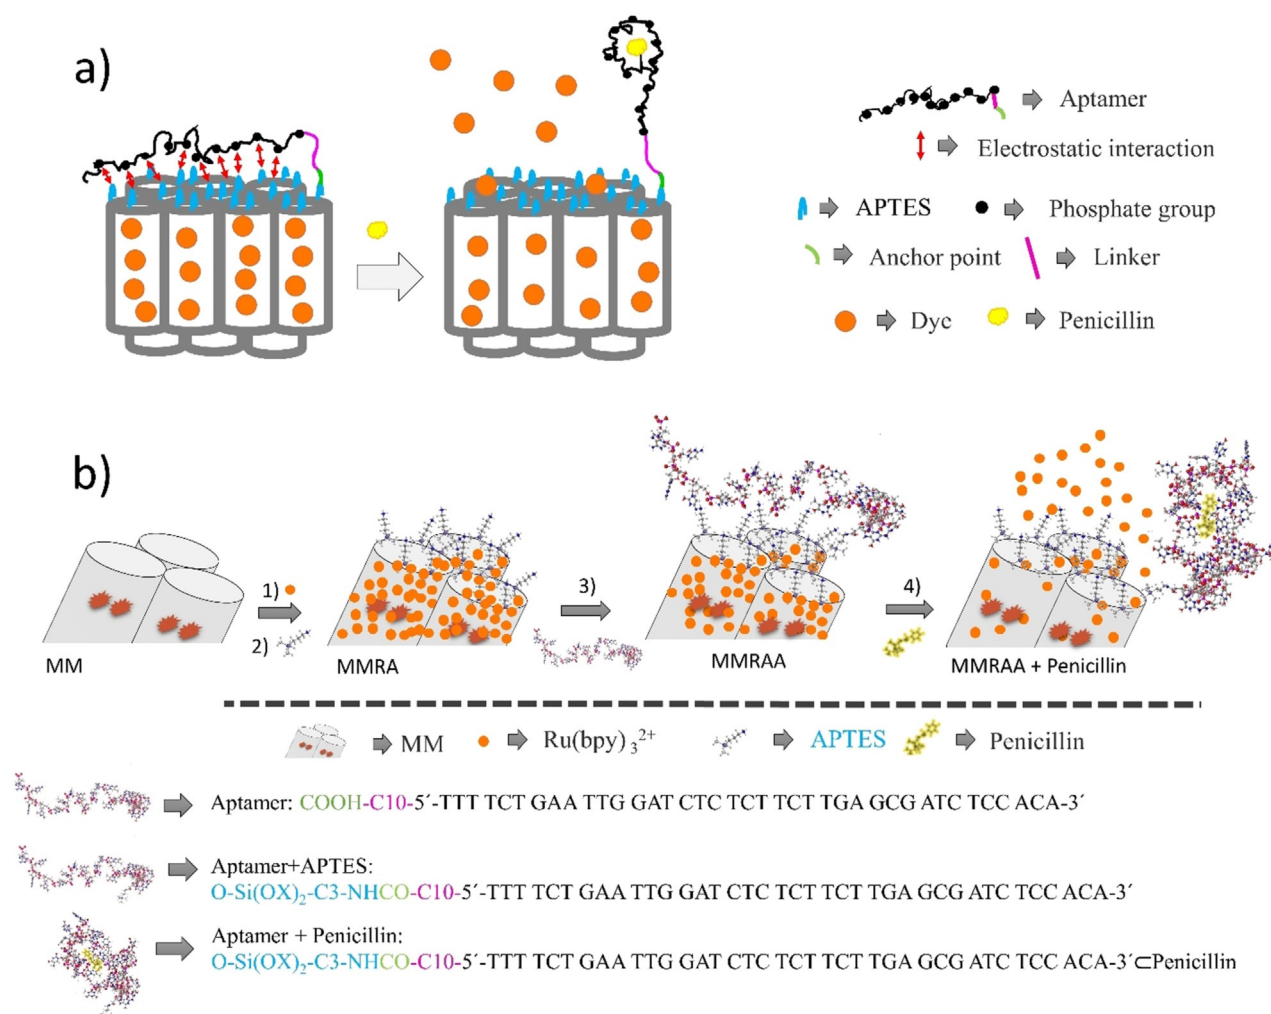 a)
Aptamer
Electrostatic interaction
APTES
Phosphate group
Anchor point
Linker
Dye
Penicillin
b)
1)
2)
3)
4)
MM
MMRA
MMRAA
MMRAA + Penicillin
MM
Ru(bpy)₃²⁺
APTES
Penicillin
Aptamer: COOH-C10-5´-TTT TCT GAA TTG GAT CTC TCT TCT TGA GCG ATC TCC ACA-3´
Aptamer+APTES:
O-Si(OX)₂-C3-NHCO-C10-5´-TTT TCT GAA TTG GAT CTC TCT TCT TGA GCG ATC TCC ACA-3´
Aptamer + Penicillin:
O-Si(OX)₂-C3-NHCO-C10-5´-TTT TCT GAA TTG GAT CTC TCT TCT TGA GCG ATC TCC ACA-3´⊂Penicillin